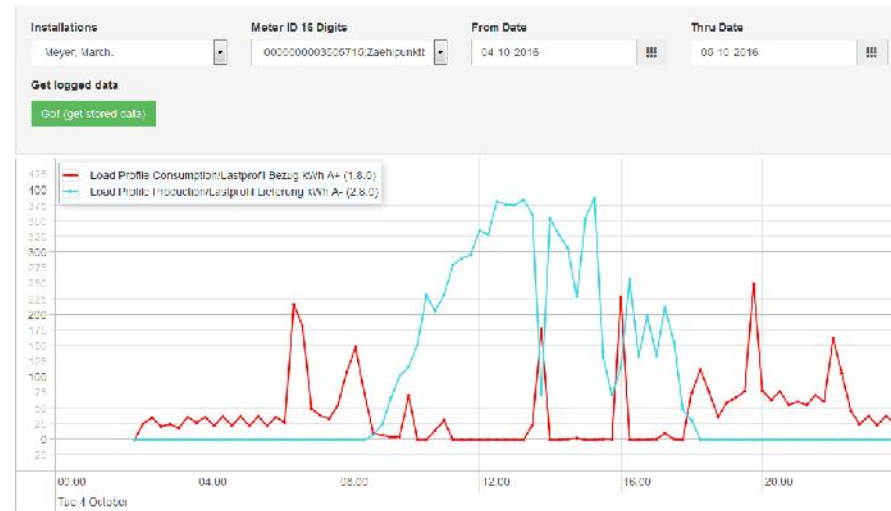 Installations
Meter ID 16 Digits
From Date
Thru Date
Meyer, March.
0000000003505715:Zaehlpunktt
04-10-2016
05-10-2016
Get logged data
Go! (get stored data)
Load Profile Consumption/Lastprofil Bezug kWh A+ (1.8.0)
Load Profile Production/Lastprofil Lieferung kWh A- (2.8.0)
425
400
375
350
325
300
275
250
225
200
175
150
125
100
75
50
25
0
25
00:00
04:00
08:00
12:00
16:00
20:00
Tue 4 October